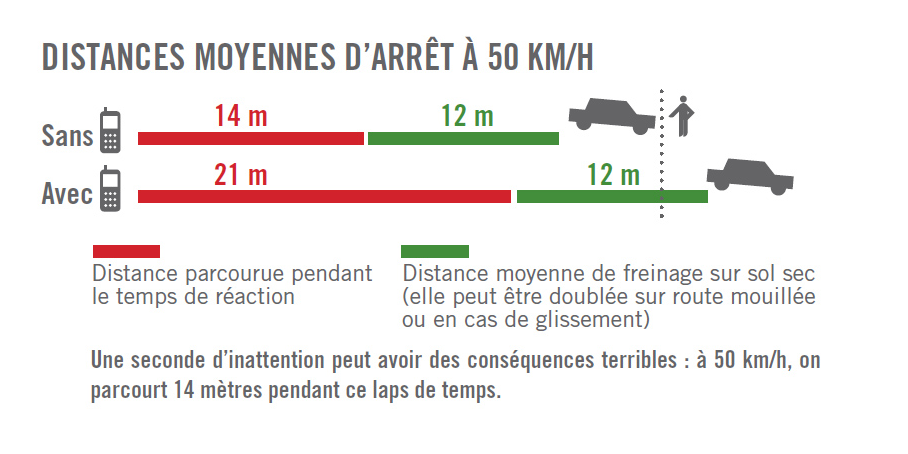 DISTANCES MOYENNES D'ARRÊT À 50 KM/H
14 m 12 m
Sans
21 m 12 m
Avec
Distance parcourue pendant
le temps de réaction
Distance moyenne de freinage sur sol sec
(elle peut être doublée sur route mouillée
ou en cas de glissement)
Une seconde d'inattention peut avoir des conséquences terribles : à 50 km/h, on
parcourt 14 mètres pendant ce laps de temps.